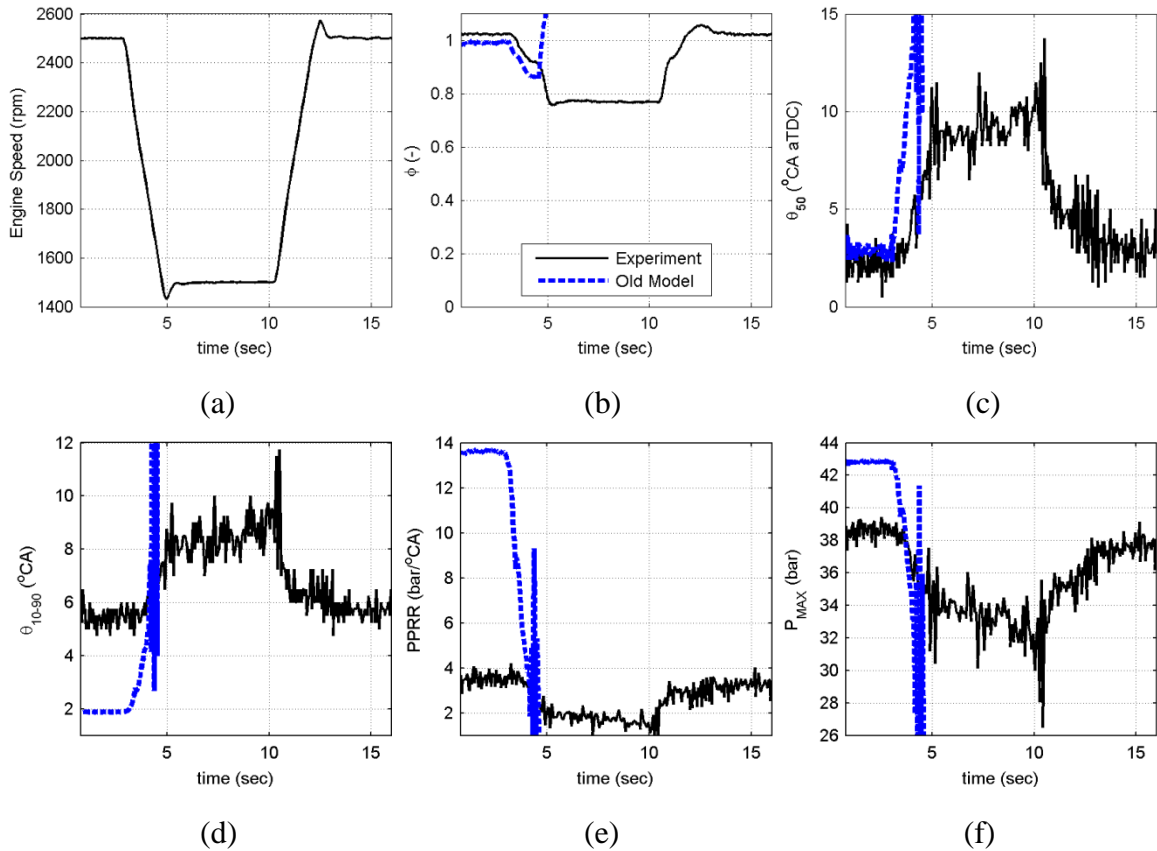 2600
2400
2200
2000
1800
1600
1400
5
10
15
Engine Speed (rpm)
time (sec)
(a)
1
0.8
0.6
0.4
0.2
0
5
10
15
ϕ (-)
Experiment
Old Model
time (sec)
(b)
15
10
5
0
5
10
15
θ50 (°CA aTDC)
time (sec)
(c)
12
10
8
6
4
2
5
10
15
θ10-90 (°CA)
time (sec)
(d)
14
12
10
8
6
4
2
5
10
15
PPRR (bar/°CA)
time (sec)
(e)
44
42
40
38
36
34
32
30
28
26
5
10
15
PMAX (bar)
time (sec)
(f)